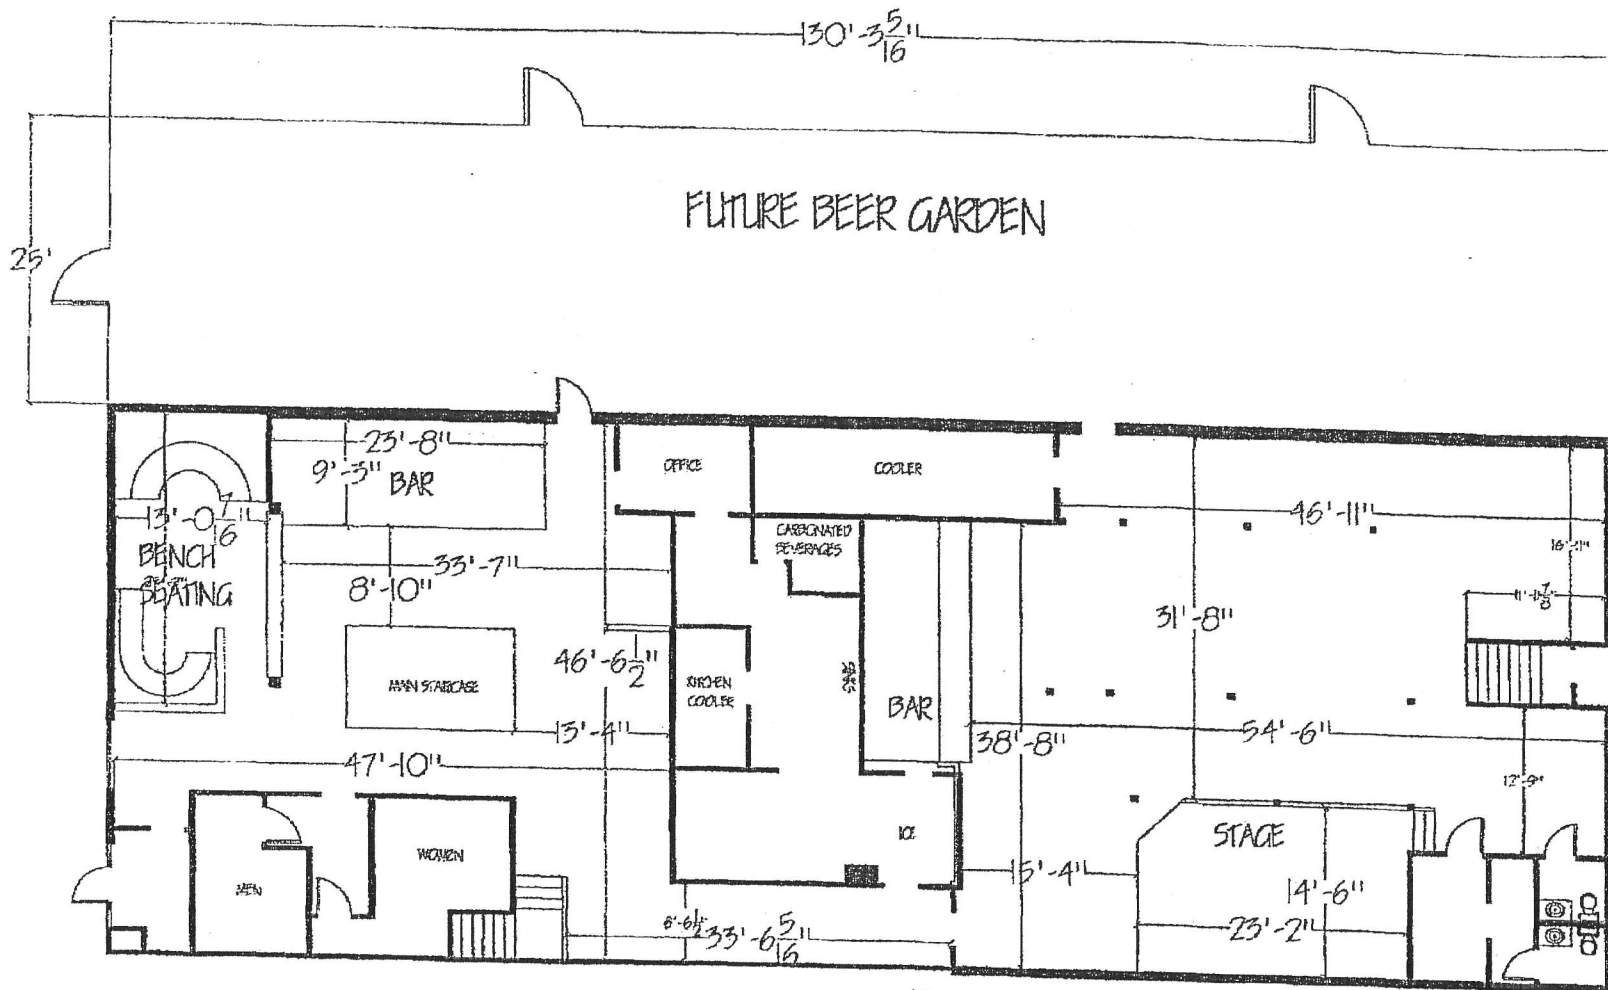 130'-3 5/16"
FUTURE BEER GARDEN
25'
23'-8"
9'-3"
BAR
OFFICE
COOLER
13'-0 7/16"
46'-11"
BENCH
SEATING
CARBONATED
BEVERAGES
33'-7"
8'-10"
31'-8"
46'-6 1/2"
MAIN STAIRCASE
KITCHEN
COOLER
BAR
13'-4"
38'-8"
54'-6"
47'-10"
12'-9"
ICE
STAGE
WOMEN
MEN
15'-4"
14'-6"
6'-6 1/2"
33'-6 5/16"
23'-2"